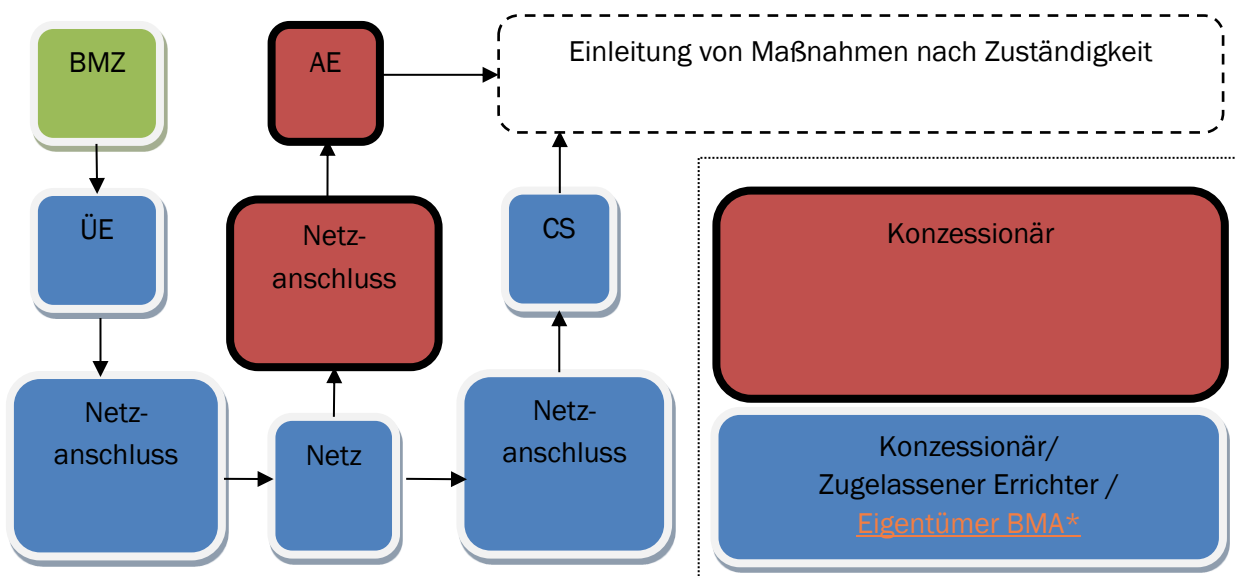 BMZ
AE
Einleitung von Maßnahmen nach Zuständigkeit
ÜE
Netz-
anschluss
CS
Konzessionär
Netz-
anschluss
Netz
Netz-
anschluss
Konzessionär/
Zugelassener Errichter /
Eigentümer BMA*